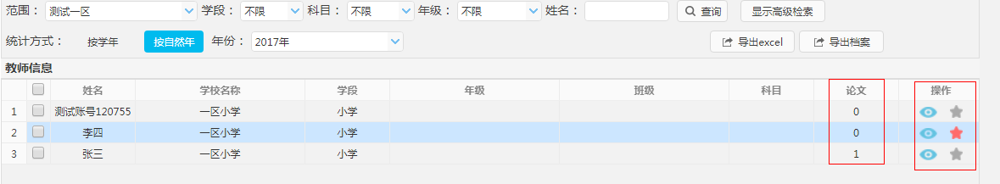 范围： 测试一区 学段： 不限 科目： 不限 年级： 不限 姓名： 查询 显示高级检索
统计方式： 按学年 按自然年 年份： 2017年 导出excel 导出档案
教师信息
姓名 学校名称 学段 年级 班级 科目 论文 操作
1 测试账号120755 一区小学 小学 0
2 李四 一区小学 小学 0
3 张三 一区小学 小学 1